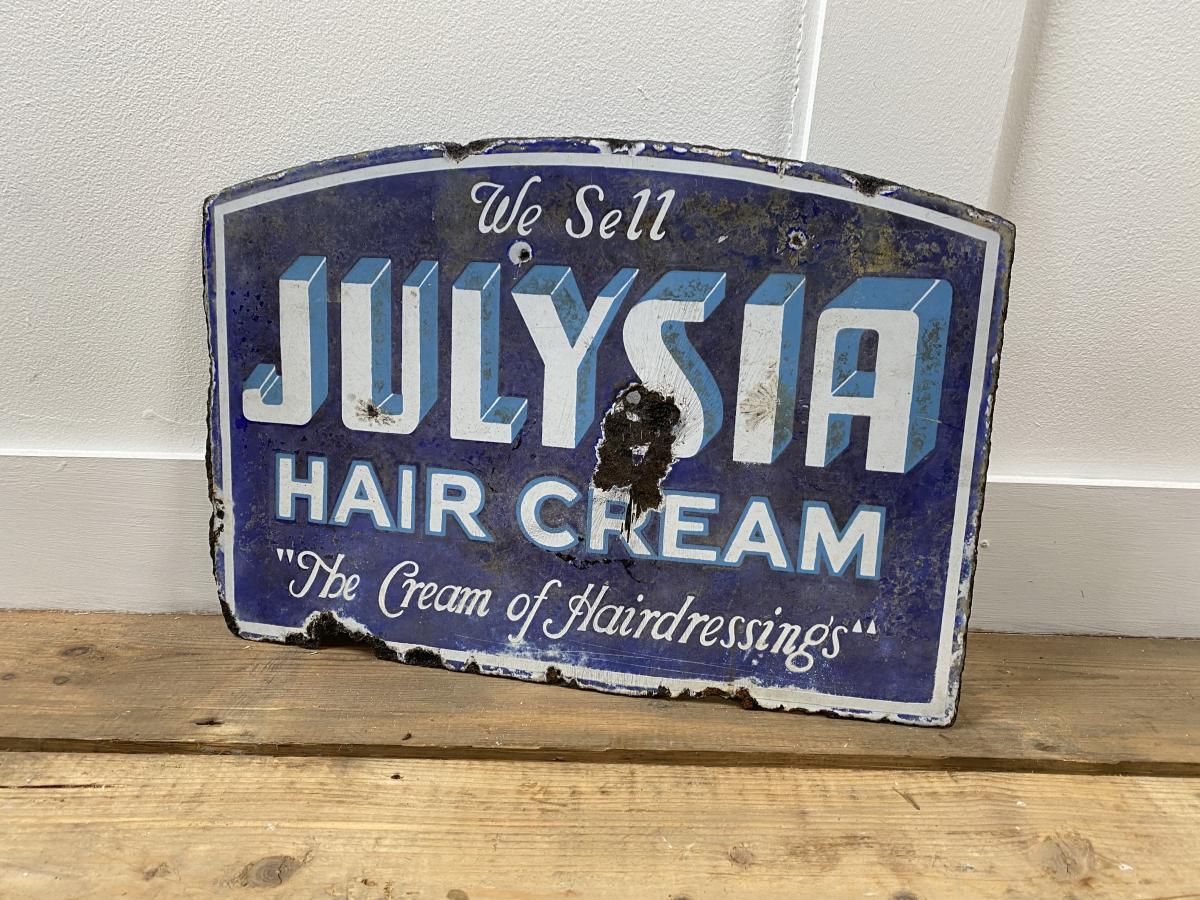 We Sell
JULYSIA
HAIR CREAM
"The Cream of Hairdressings"